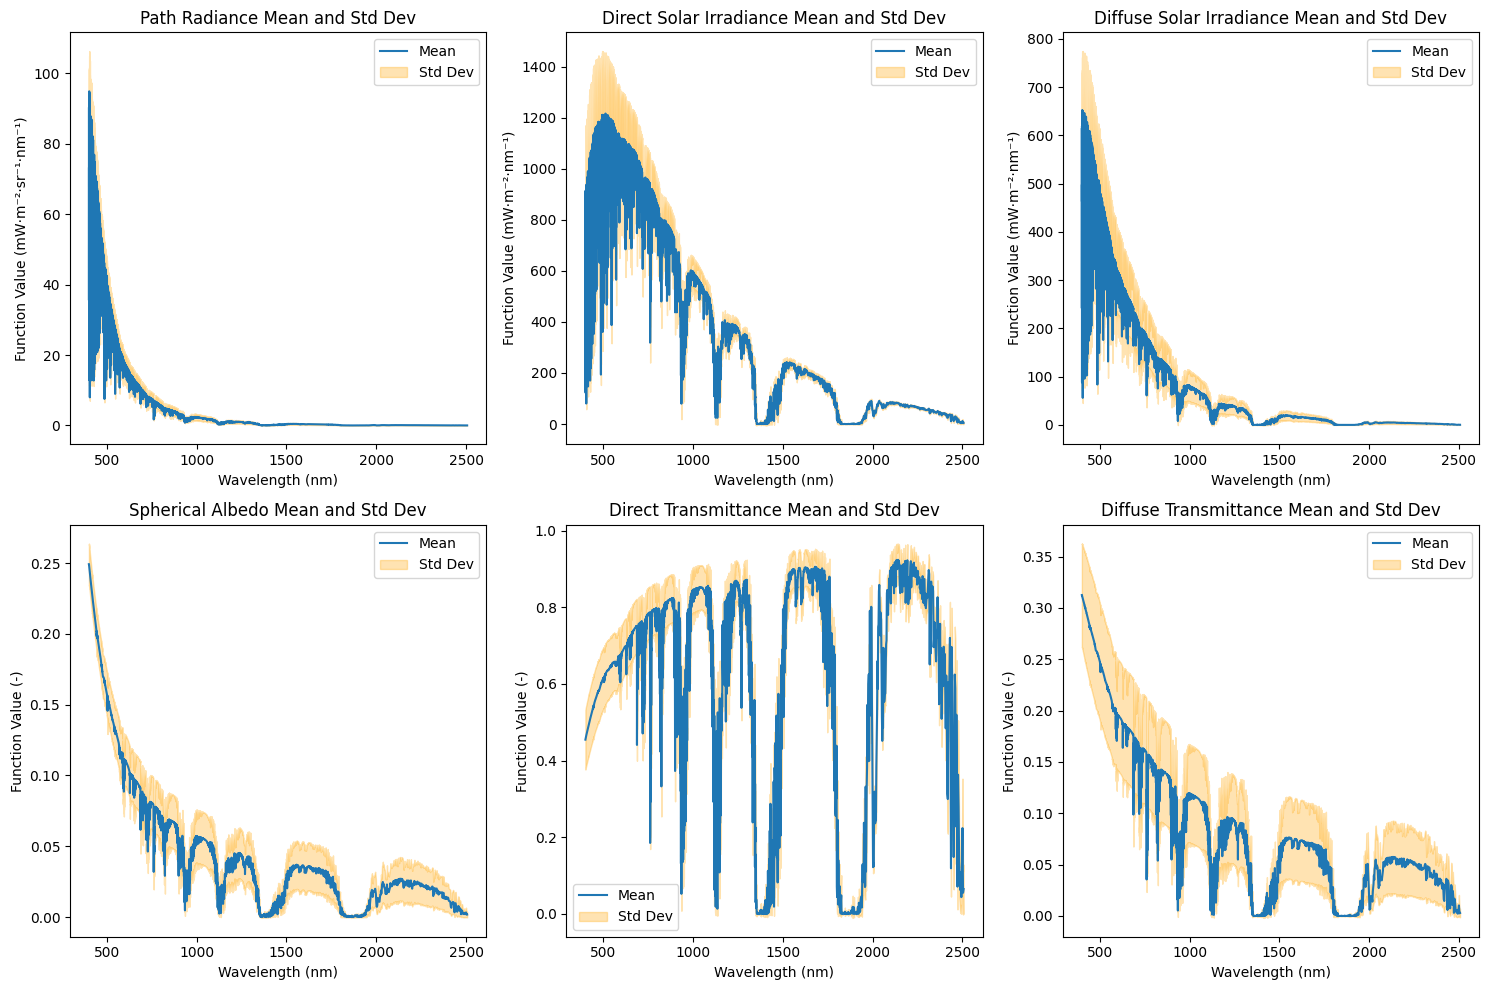 Path Radiance Mean and Std Dev
Function Value (mW·m⁻²·sr⁻¹·nm⁻¹)
100
80
60
40
20
0
Mean
Std Dev
500 1000 1500 2000 2500
Wavelength (nm)
Direct Solar Irradiance Mean and Std Dev
Function Value (mW·m⁻²·nm⁻¹)
1400
1200
1000
800
600
400
200
0
Mean
Std Dev
500 1000 1500 2000 2500
Wavelength (nm)
Diffuse Solar Irradiance Mean and Std Dev
Function Value (mW·m⁻²·nm⁻¹)
800
700
600
500
400
300
200
100
0
Mean
Std Dev
500 1000 1500 2000 2500
Wavelength (nm)
Spherical Albedo Mean and Std Dev
Function Value (-)
0.25
0.20
0.15
0.10
0.05
0.00
Mean
Std Dev
500 1000 1500 2000 2500
Wavelength (nm)
Direct Transmittance Mean and Std Dev
Function Value (-)
1.0
0.8
0.6
0.4
0.2
0.0
Mean
Std Dev
500 1000 1500 2000 2500
Wavelength (nm)
Diffuse Transmittance Mean and Std Dev
Function Value (-)
0.35
0.30
0.25
0.20
0.15
0.10
0.05
0.00
Mean
Std Dev
500 1000 1500 2000 2500
Wavelength (nm)